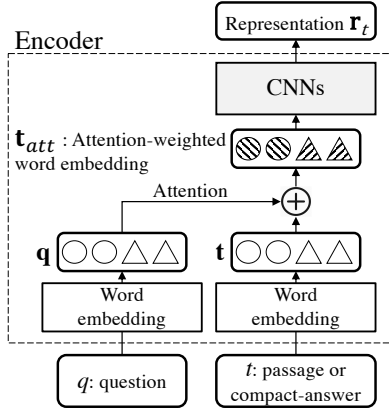 Representation r_t
Encoder
CNNs
t_att : Attention-weighted
word embedding
Attention
q
t
Word
embedding
Word
embedding
q: question
t: passage or
compact-answer